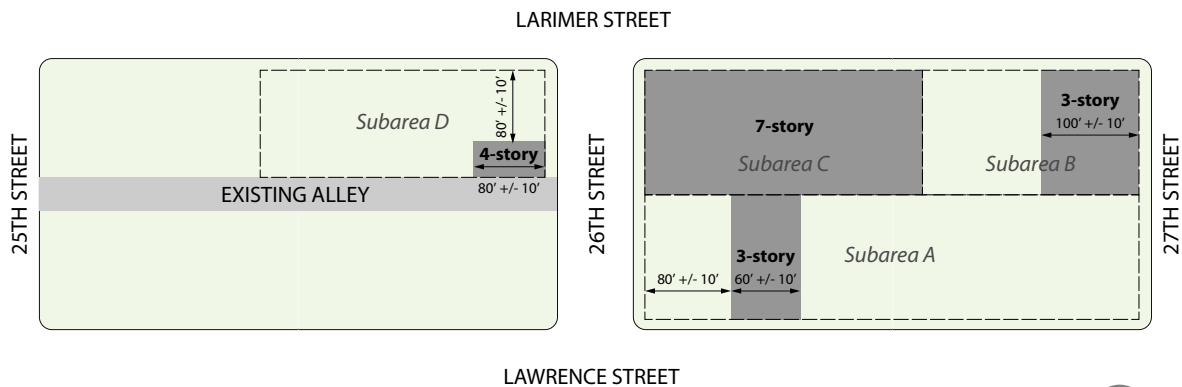 LARIMER STREET
25TH STREET
Subarea D
80’ +/- 10’
4-story
80’ +/- 10’
EXISTING ALLEY
26TH STREET
7-story
Subarea C
3-story
100’ +/- 10’
Subarea B
3-story
80’ +/- 10’
60’ +/- 10’
Subarea A
27TH STREET
LAWRENCE STREET